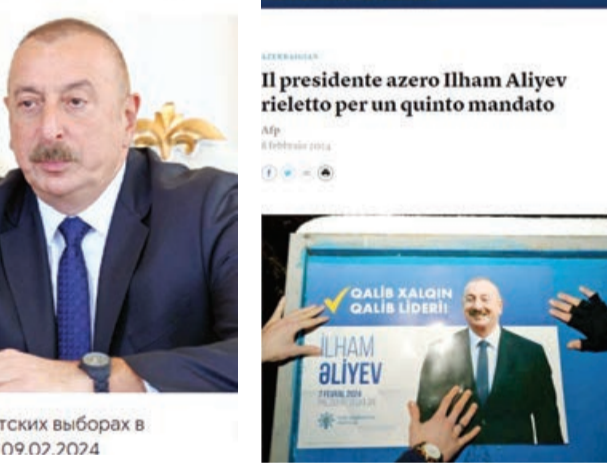 тских выборах в
09.02.2024
AZERBAIGIAN
Il presidente azero Ilham Aliyev
rieletto per un quinto mandato
Afp
8 febbraio 2024
QALİB XALQIN
QALİB LİDERİ!
İLHAM
ƏLİYEV
7 FEVRAL 2024